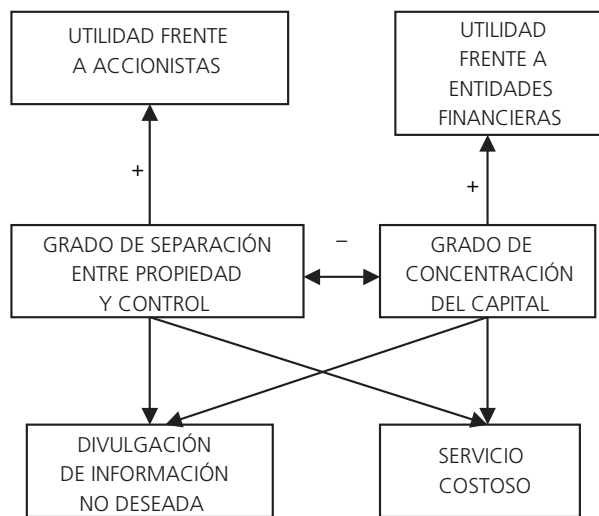 UTILIDAD FRENTE
A ACCIONISTAS
UTILIDAD
FRENTE A
ENTIDADES
FINANCIERAS
+
+
GRADO DE SEPARACIÓN
ENTRE PROPIEDAD
Y CONTROL
–
GRADO DE
CONCENTRACIÓN
DEL CAPITAL
DIVULGACIÓN
DE INFORMACIÓN
NO DESEADA
SERVICIO
COSTOSO